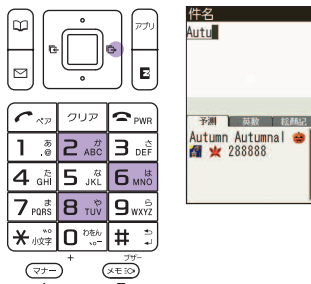 アプリ
ペア
クリア
PWR
1 あ .@
2 か ABC
3 さ DEF
4 た GHI
5 な JKL
6 は MNO
7 ま PQRS
8 や TUV
9 ら WXYZ
小文字
0 わをん
#
+
ブザー
マナー
メモ
件名
Autu
予測 英数 絵顔記
Autumn Autumnal
288888